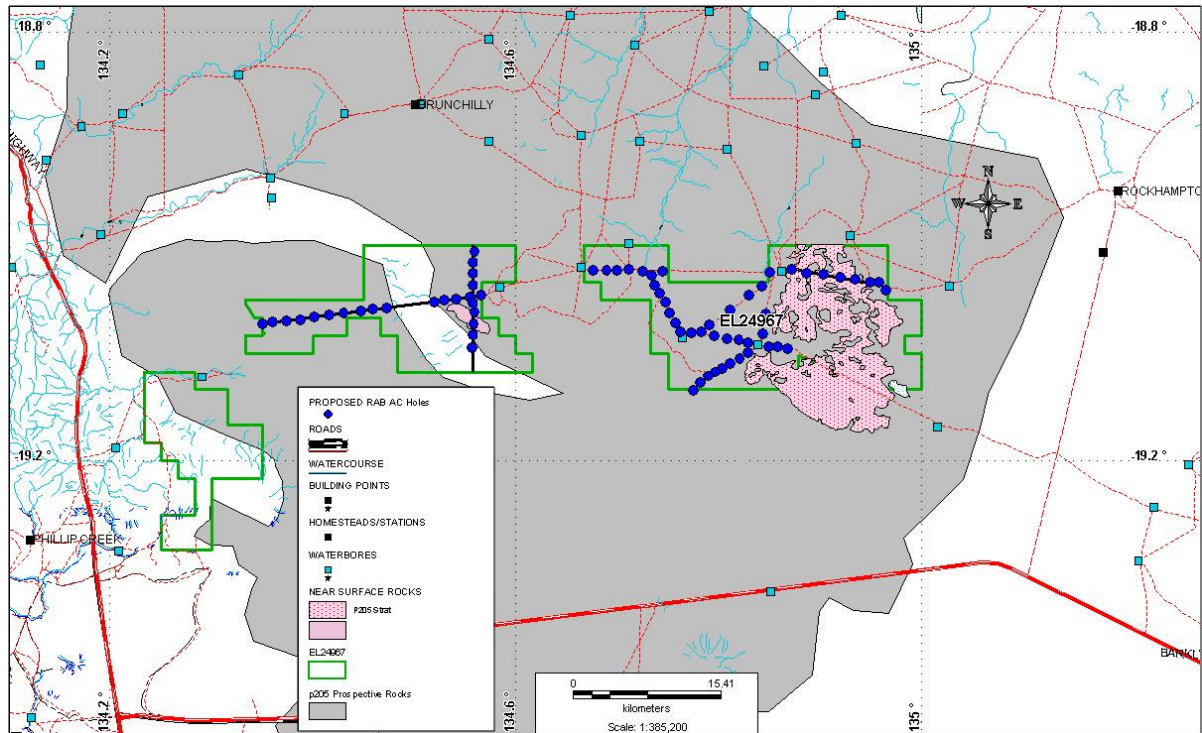 -18.8 °
134.2 °
134.6 °
135 °
-18.8 °
HIGHWAY
BRUNCHILLY
N
W E
S
ROCKHAMPTO
EL24967
-19.2 °
-19.2 °
PHILLIP CREEK
PROPOSED RAB AC Holes
ROADS
WATERCOURSE
BUILDING POINTS
HOMESTEADS/STATIONS
WATERBORES
NEAR SURFACE ROCKS
P205 Strat
EL24967
p205 Prospective Rocks
BARKLY
134.2 °
134.6 °
135 °
0 15.41
kilometers
Scale: 1:385,200